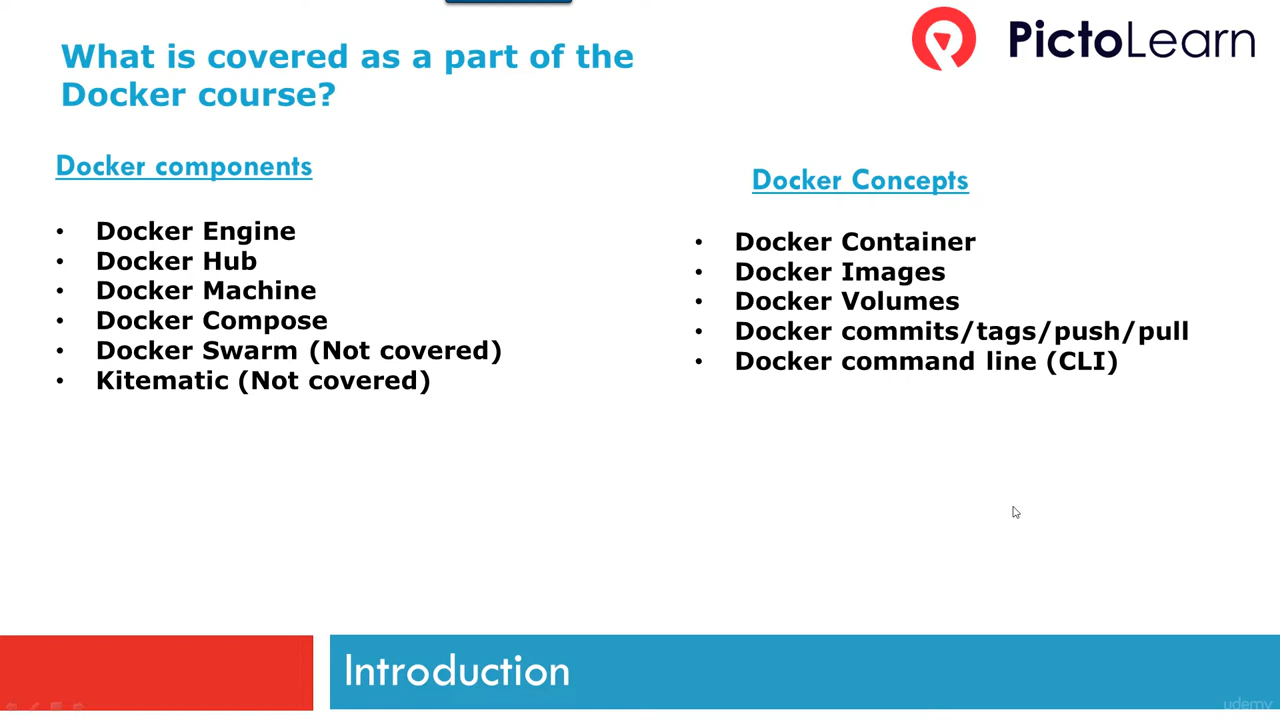 What is covered as a part of the
Docker course?
PictoLearn
Docker components
• Docker Engine
• Docker Hub
• Docker Machine
• Docker Compose
• Docker Swarm (Not covered)
• Kitematic (Not covered)
Docker Concepts
• Docker Container
• Docker Images
• Docker Volumes
• Docker commits/tags/push/pull
• Docker command line (CLI)
Introduction
udemy